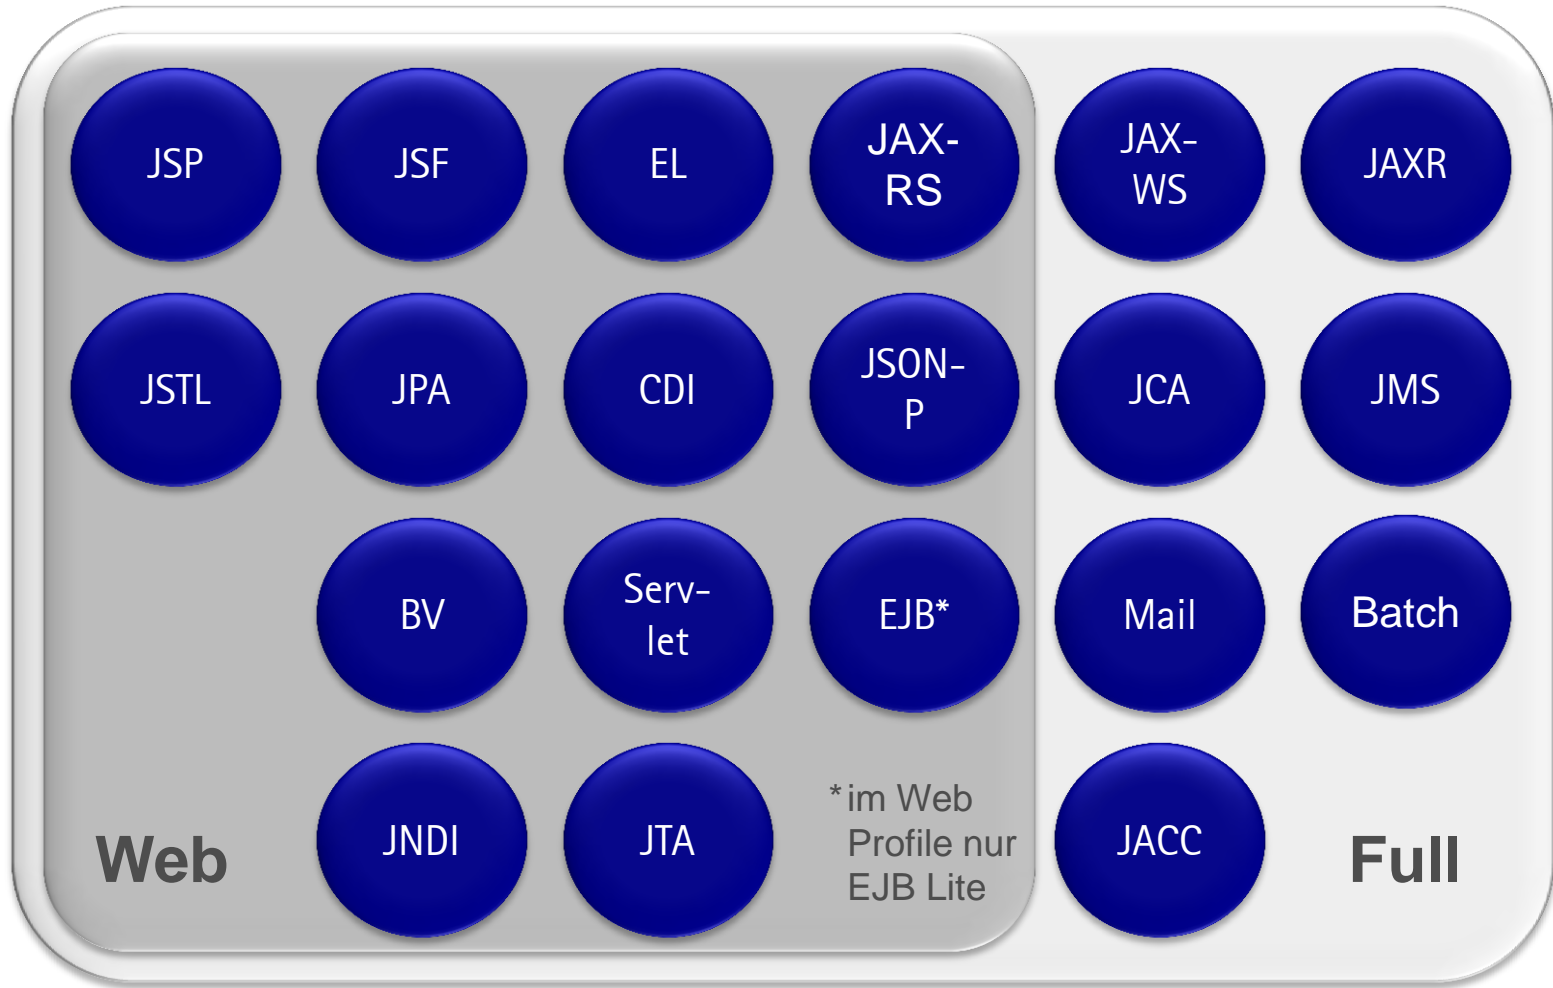 JSP
JSF
EL
JAX-
RS
JAX-
WS
JAXR
JSTL
JPA
CDI
JSON-
P
JCA
JMS
BV
Serv-
let
EJB*
Mail
Batch
JNDI
JTA
* im Web
Profile nur
EJB Lite
JACC
Web
Full